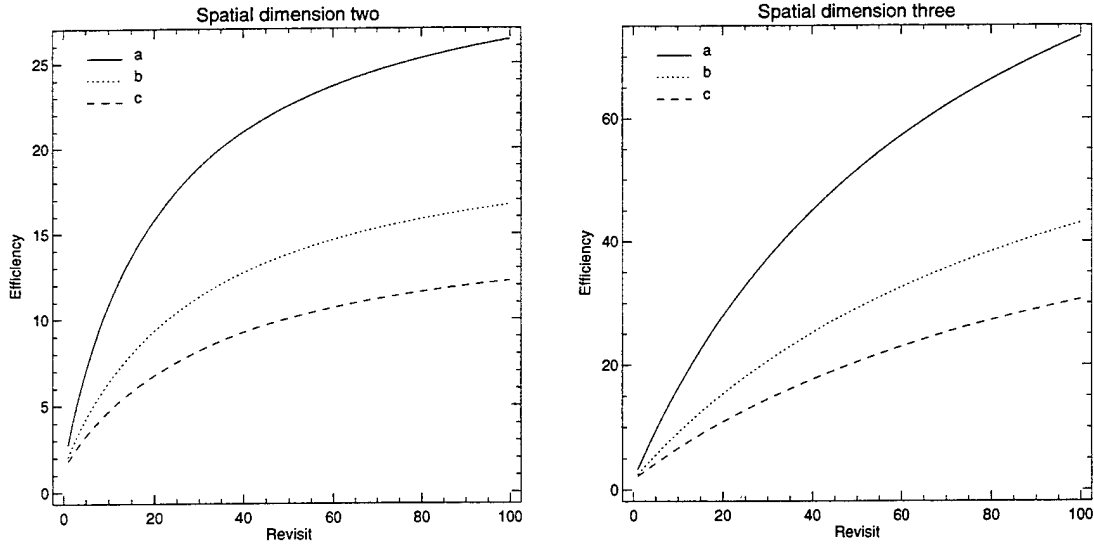 Spatial dimension two
a
b
c
25
20
15
10
5
0
Efficiency
0 20 40 60 80 100
Revisit
Spatial dimension three
a
b
c
60
40
20
0
Efficiency
0 20 40 60 80 100
Revisit